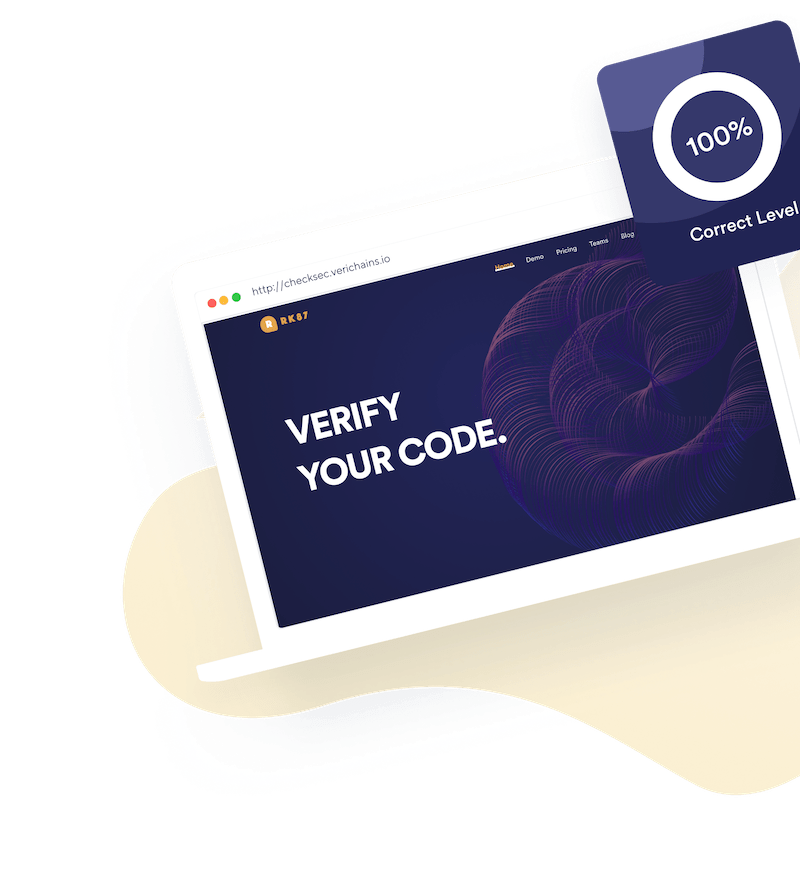 100%
Correct Level
http://checksec.verichains.io
Home Demo Pricing Teams Blog
R RK87
VERIFY
YOUR CODE.